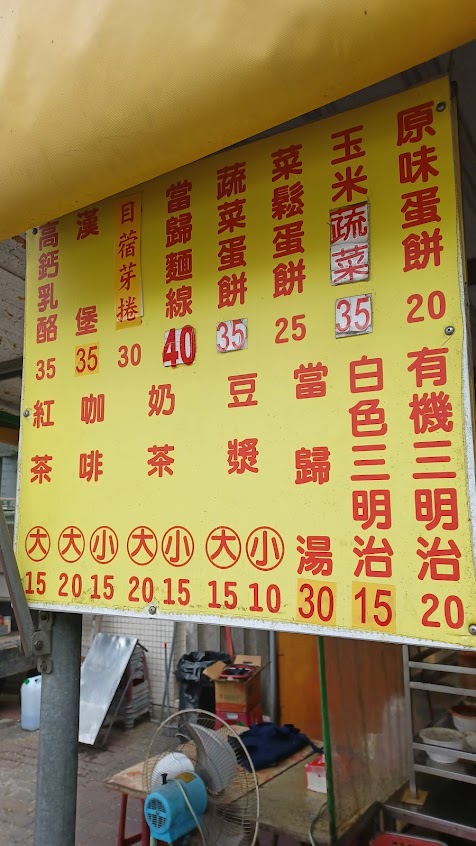 原味蛋餅 20
玉米蔬菜 35
菜鬆蛋餅 25
蔬菜蛋餅 35
當歸麵線 40
目蓿芽捲 30
漢堡 35
高鈣乳酪 35
有機三明治 20
白色三明治 15
當歸湯 30
豆漿 大 15 小 10
奶茶 大 20 小 15
咖啡 大 20 小 15
紅茶 大 15